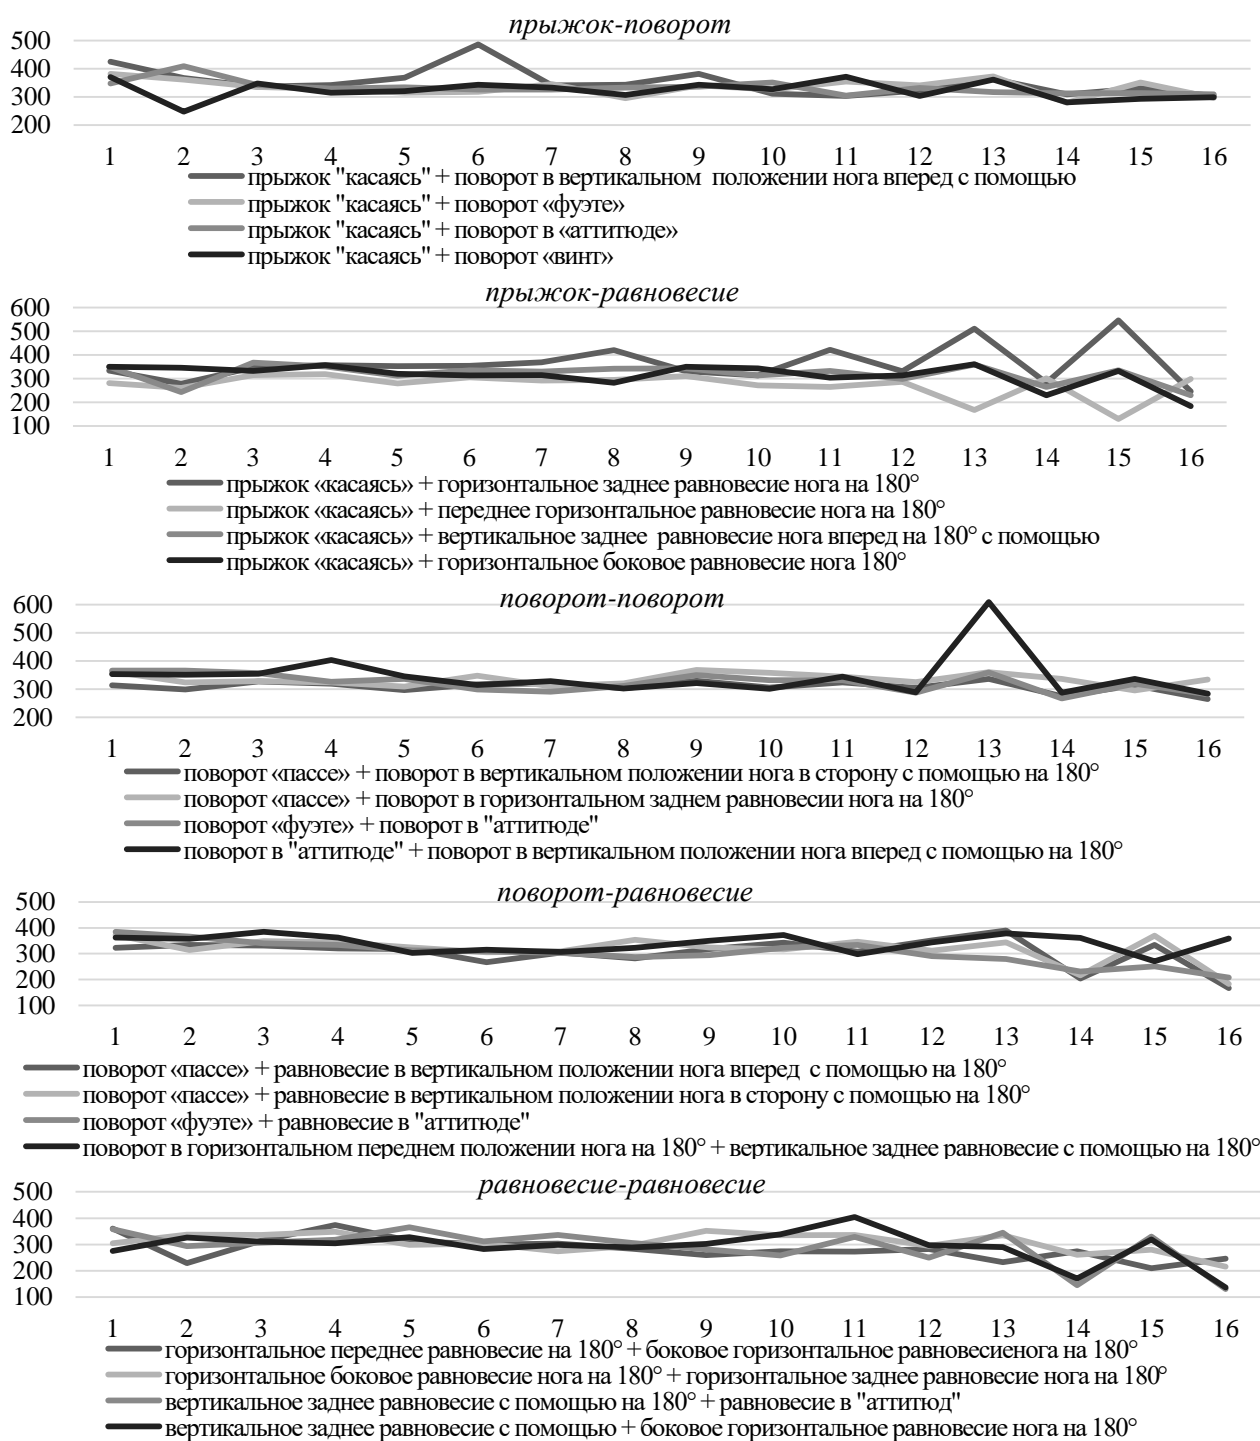 прыжок-поворот
500
400
300
200
1 2 3 4 5 6 7 8 9 10 11 12 13 14 15 16
прыжок "касаясь" + поворот в вертикальном положении нога вперед с помощью
прыжок "касаясь" + поворот «фуэте»
прыжок "касаясь" + поворот в «аттитюде»
прыжок "касаясь" + поворот «винт»
прыжок-равновесие
600
500
400
300
200
100
1 2 3 4 5 6 7 8 9 10 11 12 13 14 15 16
прыжок «касаясь» + горизонтальное заднее равновесие нога на 180°
прыжок «касаясь» + переднее горизонтальное равновесие нога на 180°
прыжок «касаясь» + вертикальное заднее равновесие нога вперед на 180° с помощью
прыжок «касаясь» + горизонтальное боковое равновесие нога 180°
поворот-поворот
600
500
400
300
200
1 2 3 4 5 6 7 8 9 10 11 12 13 14 15 16
поворот «пассе» + поворот в вертикальном положении нога в сторону с помощью на 180°
поворот «пассе» + поворот в горизонтальном заднем равновесии нога на 180°
поворот «фуэте» + поворот в "аттитюде"
поворот в "аттитюде" + поворот в вертикальном положении нога вперед с помощью на 180°
поворот-равновесие
500
400
300
200
100
1 2 3 4 5 6 7 8 9 10 11 12 13 14 15 16
поворот «пассе» + равновесие в вертикальном положении нога вперед с помощью на 180°
поворот «пассе» + равновесие в вертикальном положении нога в сторону с помощью на 180°
поворот «фуэте» + равновесие в "аттитюде"
поворот в горизонтальном переднем положении нога на 180° + вертикальное заднее равновесие с помощью на 180°
равновесие-равновесие
500
400
300
200
100
1 2 3 4 5 6 7 8 9 10 11 12 13 14 15 16
горизонтальное переднее равновесие на 180° + боковое горизонтальное равновесиенога на 180°
горизонтальное боковое равновесие нога на 180° + горизонтальное заднее равновесие нога на 180°
вертикальное заднее равновесие с помощью на 180° + равновесие в "аттитюд"
вертикальное заднее равновесие с помощью + боковое горизонтальное равновесие нога на 180°